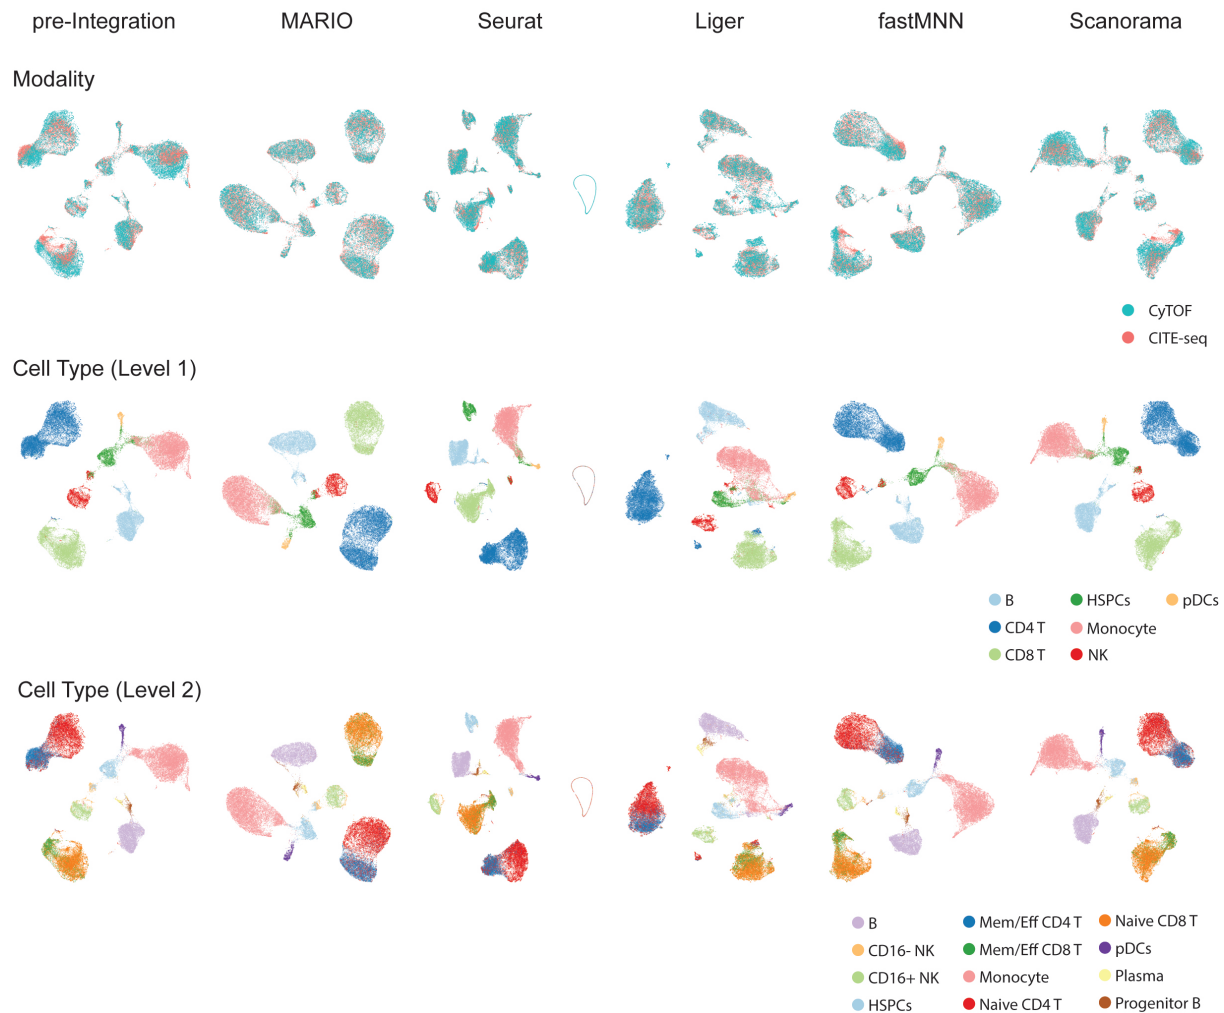 pre-Integration MARIO Seurat Liger fastMNN Scanorama
Modality
CyTOF
CITE-seq
Cell Type (Level 1)
B HSPCs pDCs
CD4 T Monocyte
CD8 T NK
Cell Type (Level 2)
B Mem/Eff CD4 T Naive CD8 T
CD16- NK Mem/Eff CD8 T pDCs
CD16+ NK Monocyte Plasma
HSPCs Naive CD4 T Progenitor B